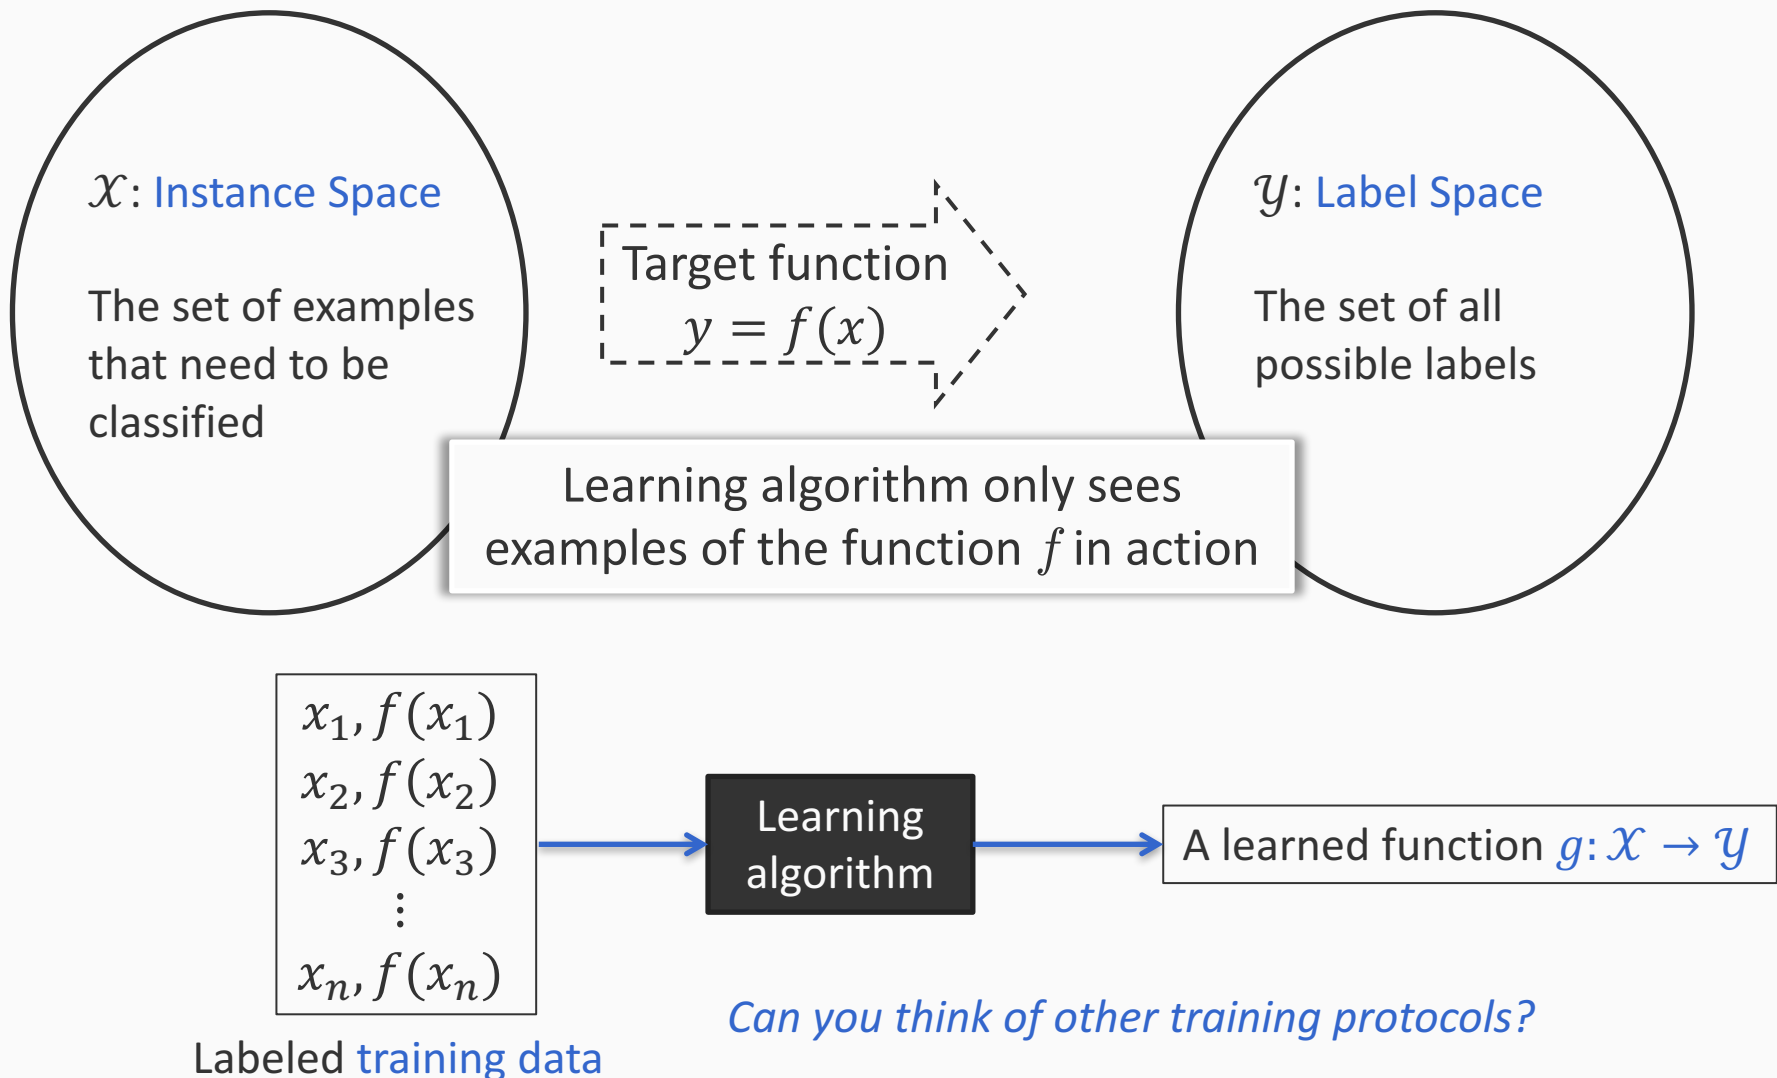 𝒳: Instance Space
The set of examples
that need to be
classified
Target function
y = f(x)
𝒴: Label Space
The set of all
possible labels
Learning algorithm only sees
examples of the function f in action
x₁, f(x₁)
x₂, f(x₂)
x₃, f(x₃)
⋮
xₙ, f(xₙ)
Labeled training data
Learning
algorithm
A learned function g: 𝒳 → 𝒴
Can you think of other training protocols?